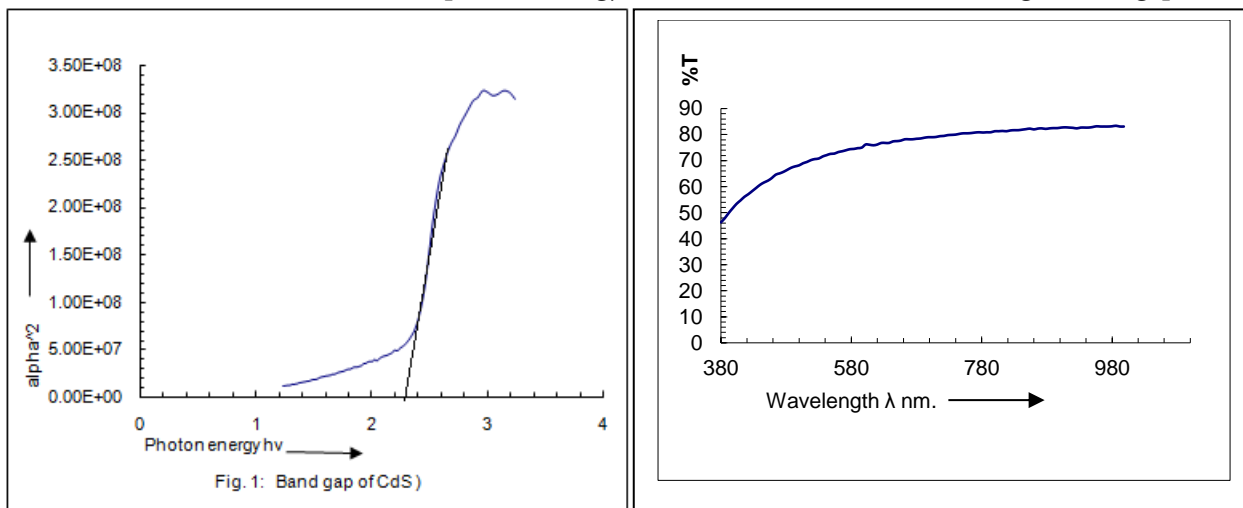 3.50E+08
3.00E+08
2.50E+08
2.00E+08
1.50E+08
1.00E+08
5.00E+07
0.00E+00
alpha^2
0 1 2 3 4
Photon energy hv
Fig. 1: Band gap of CdS )
%T
90
80
70
60
50
40
30
20
10
0
380 580 780 980
Wavelength λ nm.